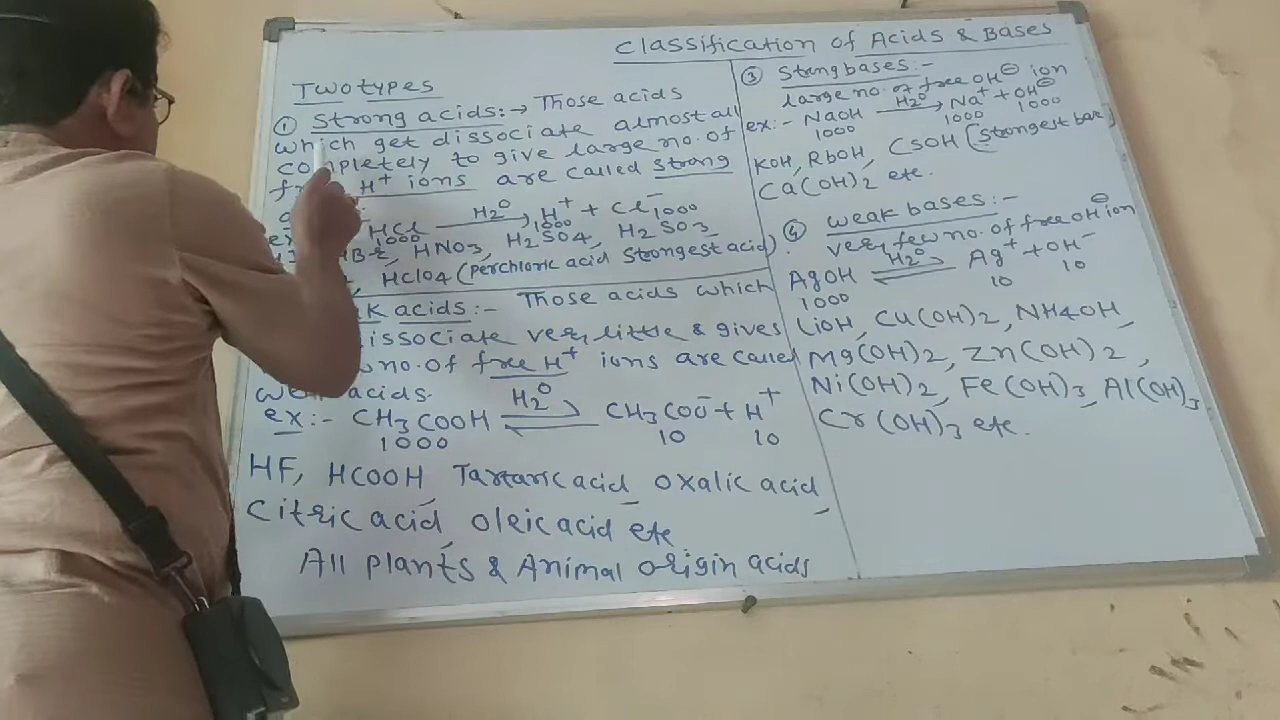 Classification of Acids & Bases
Two types
① Strong acids:→ Those acids
which get dissociate almost all
completely to give large no. of
H⁺ ions are called strong
HCl —H₂O→ H⁺ + Cl⁻
1000 1000 1000
HBr, HNO3, H2SO4, H2SO3
HClO4 (Perchloric acid Strongest acid)
acids:- Those acids which
dissociate very little & gives
no. of free H⁺ ions are called
acids.
ex:- CH3COOH ⇌ H₂O CH3COO⁻ + H⁺
1000 10 10
HF, HCOOH, Tartaric acid, oxalic acid,
Citric acid, oleic acid etc
All plants & Animal origin acids
③ Strong bases:-
large no. of free OH⊖ ion
ex:- NaOH —H₂O→ Na⁺ + OH⊖
1000 1000 1000
KOH, RbOH, CsOH (strongest base)
Ca(OH)2 etc.
④ weak bases:-
very few no. of free OH⊖ ion
AgOH ⇌ H₂O Ag⁺ + OH⁻
1000 10 10
LiOH, Cu(OH)2, NH4OH,
Mg(OH)2, Zn(OH)2,
Ni(OH)2, Fe(OH)3, Al(OH)3,
Cr(OH)3 etc.